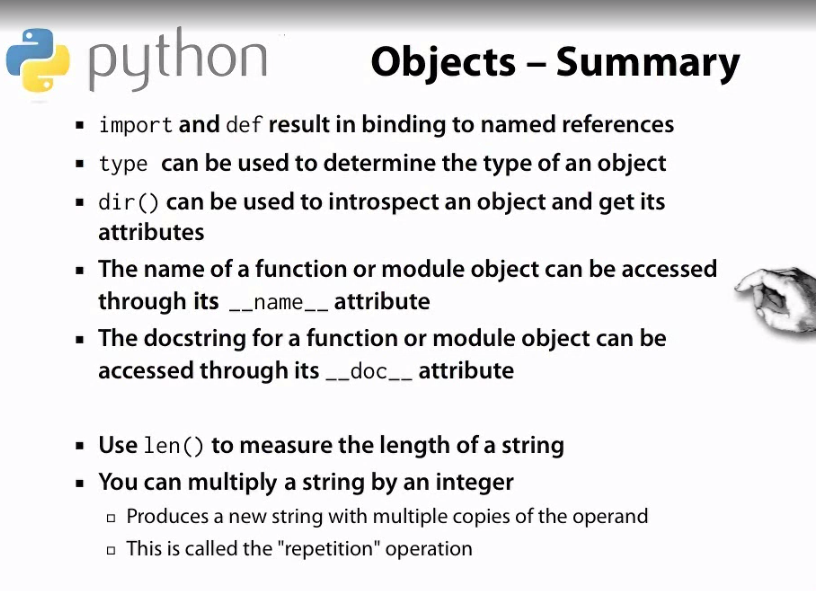 python
Objects – Summary
▪ import and def result in binding to named references
▪ type can be used to determine the type of an object
▪ dir() can be used to introspect an object and get its
attributes
▪ The name of a function or module object can be accessed
through its __name__ attribute
▪ The docstring for a function or module object can be
accessed through its __doc__ attribute
▪ Use len() to measure the length of a string
▪ You can multiply a string by an integer
▫ Produces a new string with multiple copies of the operand
▫ This is called the "repetition" operation